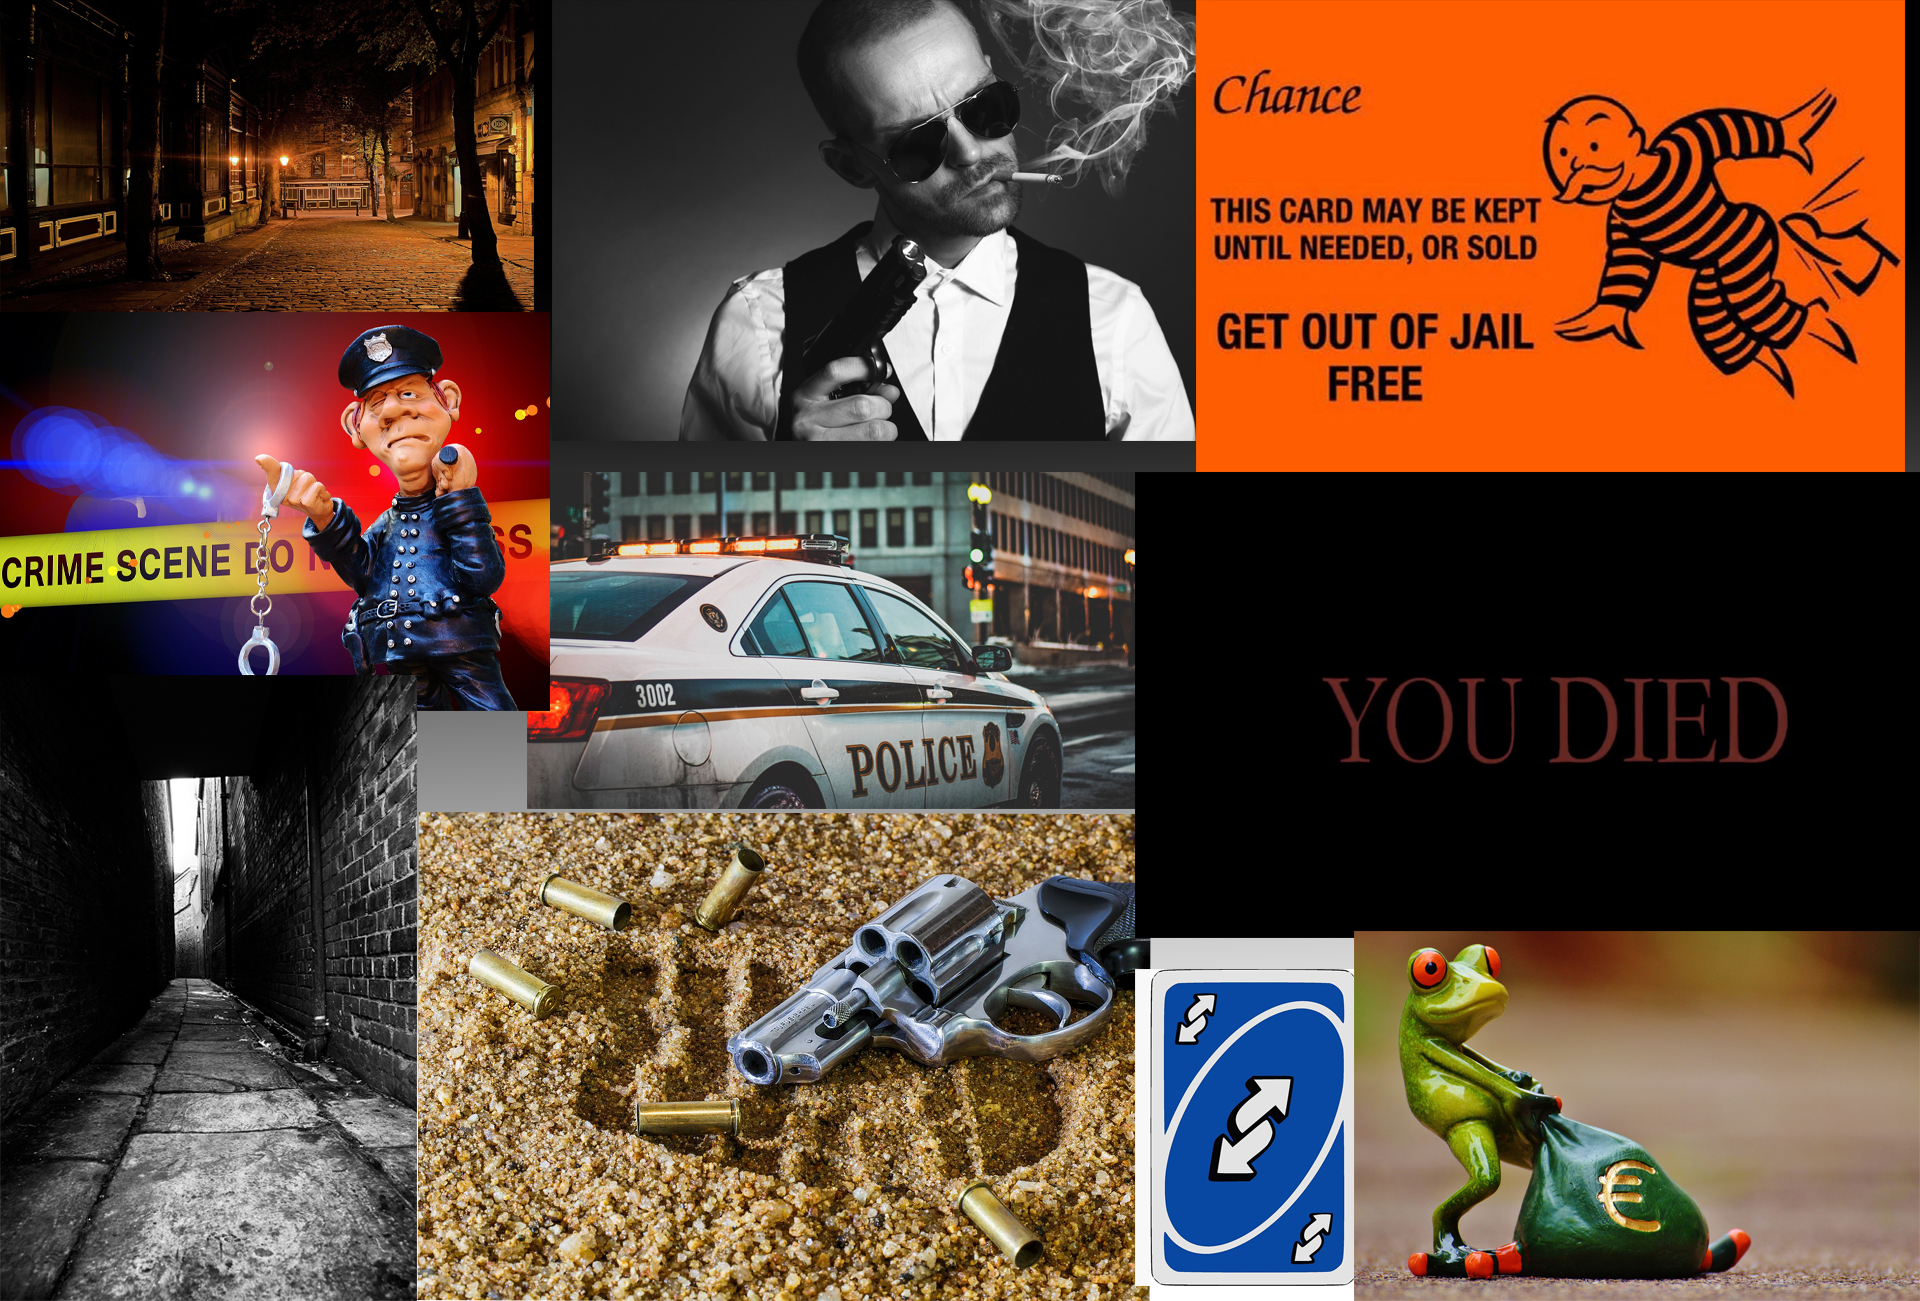 Chance
THIS CARD MAY BE KEPT
UNTIL NEEDED, OR SOLD
GET OUT OF JAIL
FREE
CRIME SCENE DO N
SS
3002
POLICE
YOU DIED
€